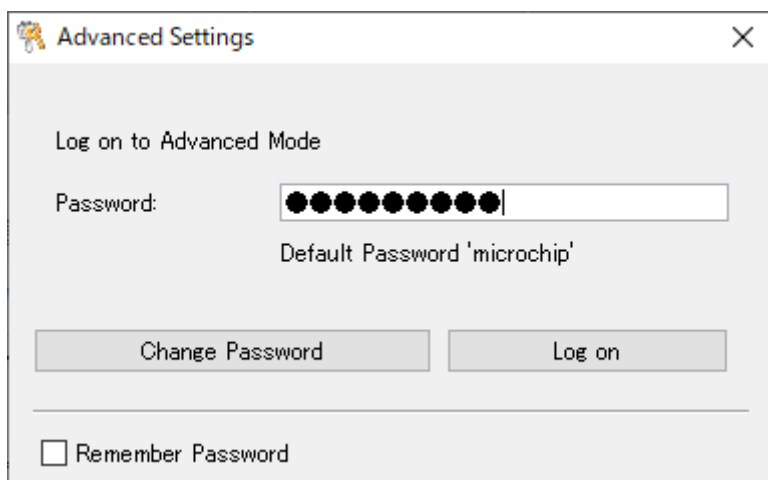 Advanced Settings
Log on to Advanced Mode
Password: ●●●●●●●●●
Default Password 'microchip'
Change Password Log on
Remember Password